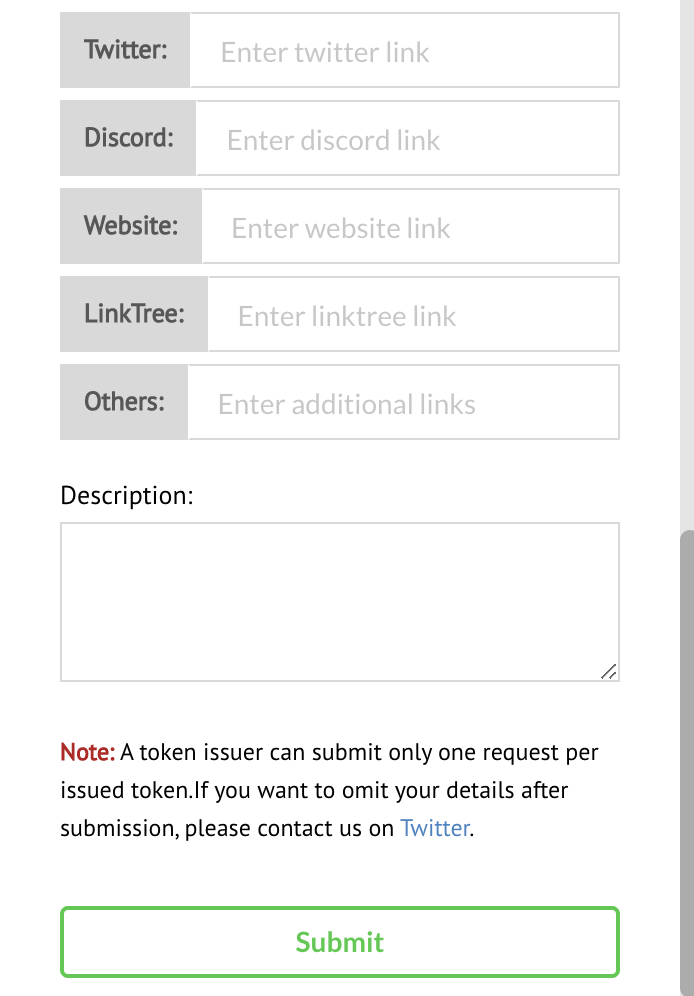 Twitter: Enter twitter link
Discord: Enter discord link
Website: Enter website link
LinkTree: Enter linktree link
Others: Enter additional links
Description:
Note: A token issuer can submit only one request per
issued token.If you want to omit your details after
submission, please contact us on Twitter.
Submit